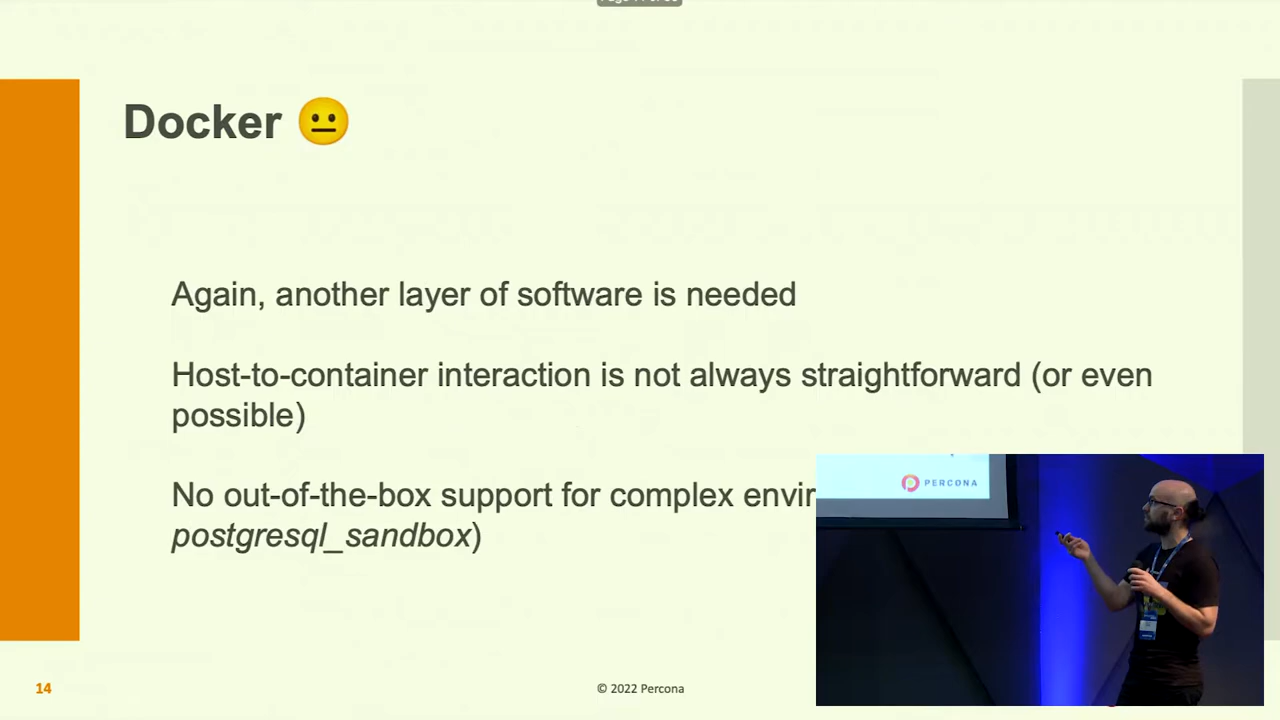 Docker 😐
Again, another layer of software is needed
Host-to-container interaction is not always straightforward (or even
possible)
No out-of-the-box support for complex
postgresql_sandbox)
PERCONA
14
© 2022 Percona